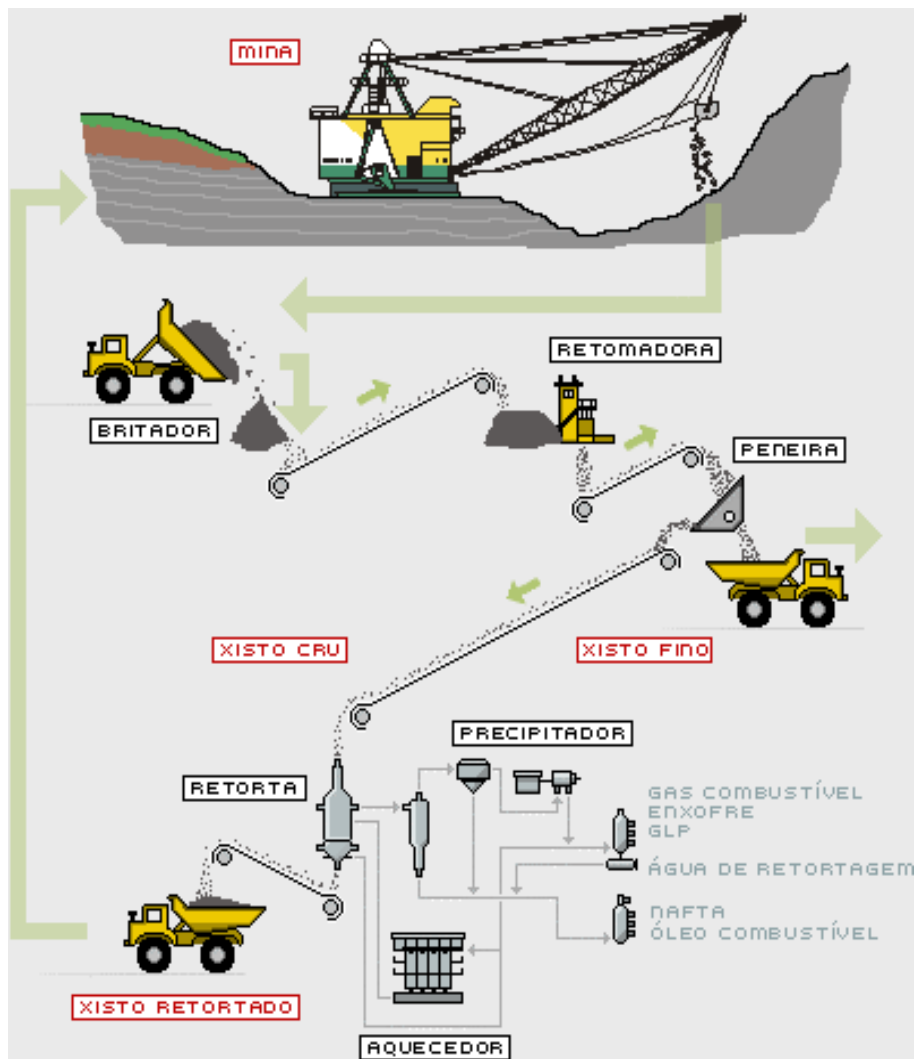 MINA
RETOMADORA
BRITADOR
PENEIRA
XISTO CRU
XISTO FINO
PRECIPITADOR
RETORTA
GAS COMBUSTÍVEL
ENXOFRE
GLP
ÁGUA DE RETORTAGEM
NAFTA
ÓLEO COMBUSTÍVEL
XISTO RETORTADO
AQUECEDOR